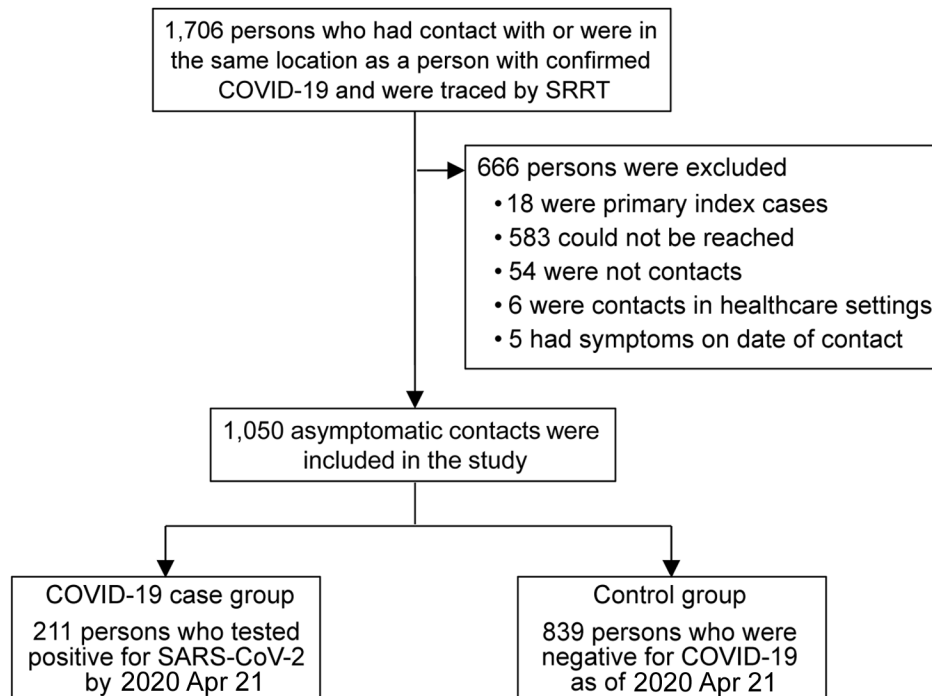 1,706 persons who had contact with or were in
the same location as a person with confirmed
COVID-19 and were traced by SRRT
666 persons were excluded
• 18 were primary index cases
• 583 could not be reached
• 54 were not contacts
• 6 were contacts in healthcare settings
• 5 had symptoms on date of contact
1,050 asymptomatic contacts were
included in the study
COVID-19 case group
211 persons who tested
positive for SARS-CoV-2
by 2020 Apr 21
Control group
839 persons who were
negative for COVID-19
as of 2020 Apr 21